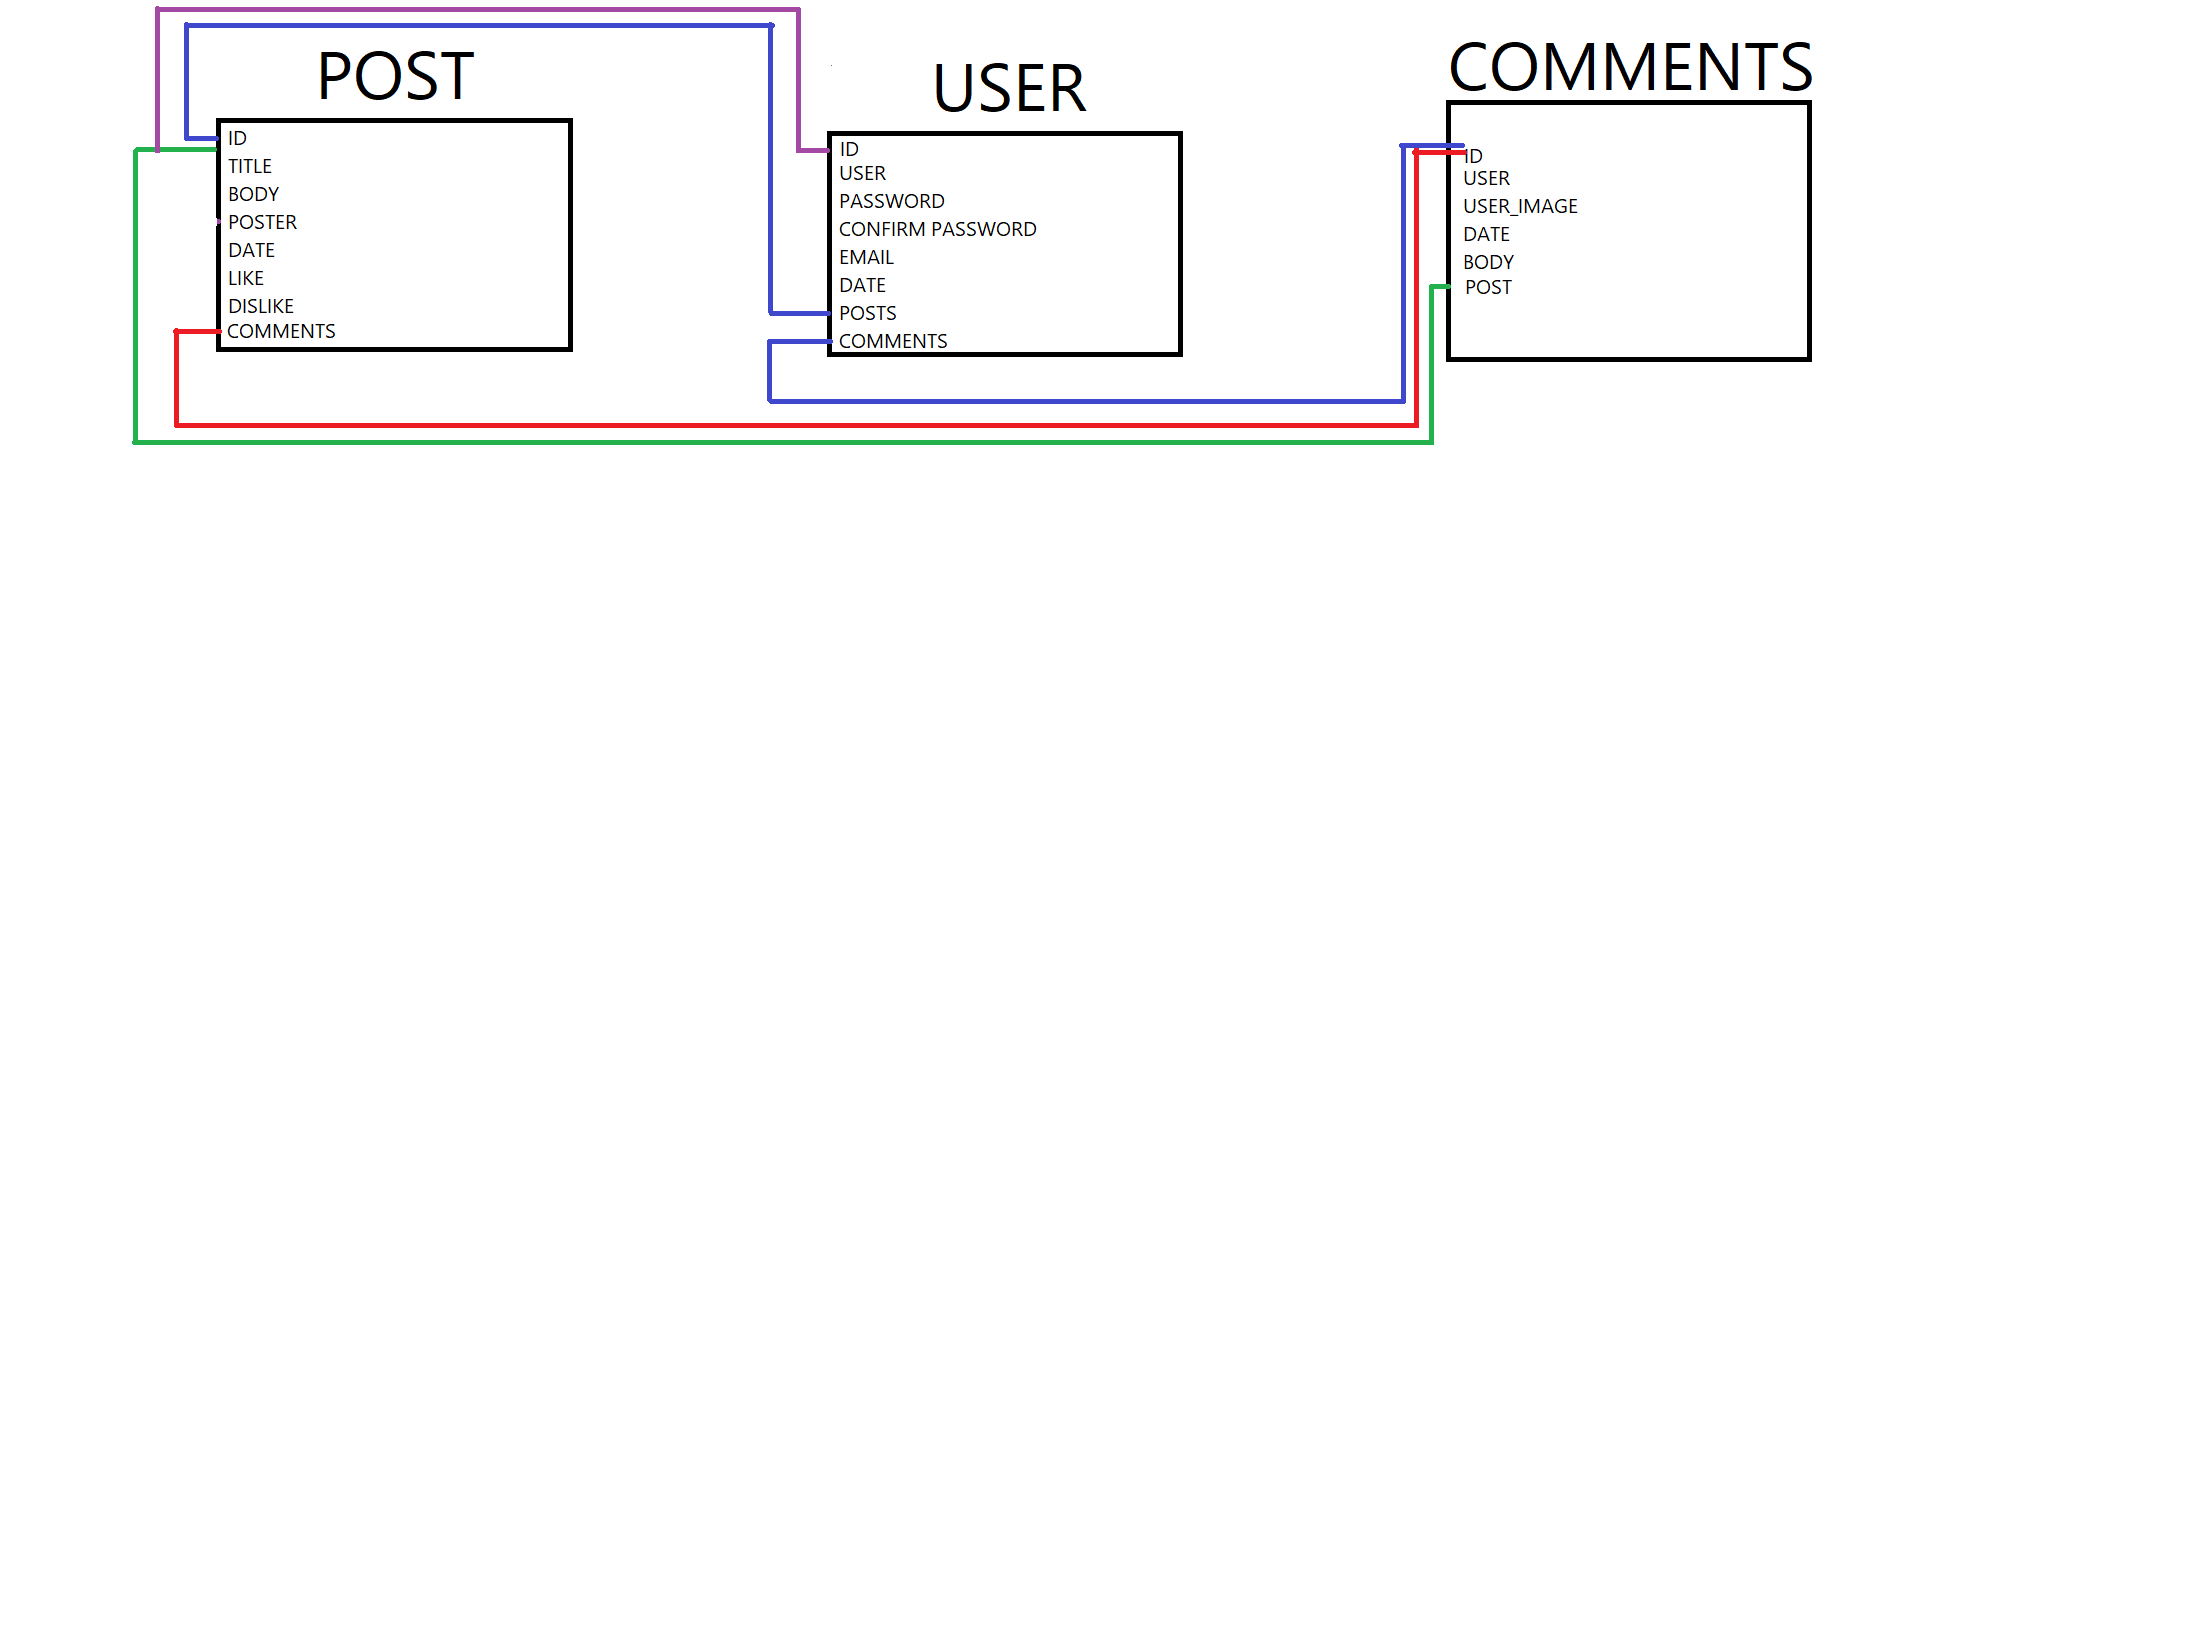 POST
ID
TITLE
BODY
POSTER
DATE
LIKE
DISLIKE
COMMENTS
USER
ID
USER
PASSWORD
CONFIRM PASSWORD
EMAIL
DATE
POSTS
COMMENTS
COMMENTS
ID
USER
USER_IMAGE
DATE
BODY
POST